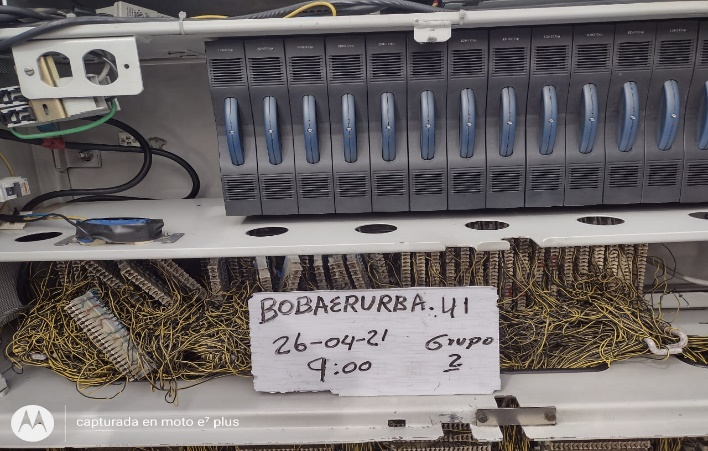 BOBAERURBA.41
26-04-21 Grupo
9:00 2
capturada en moto e⁷ plus